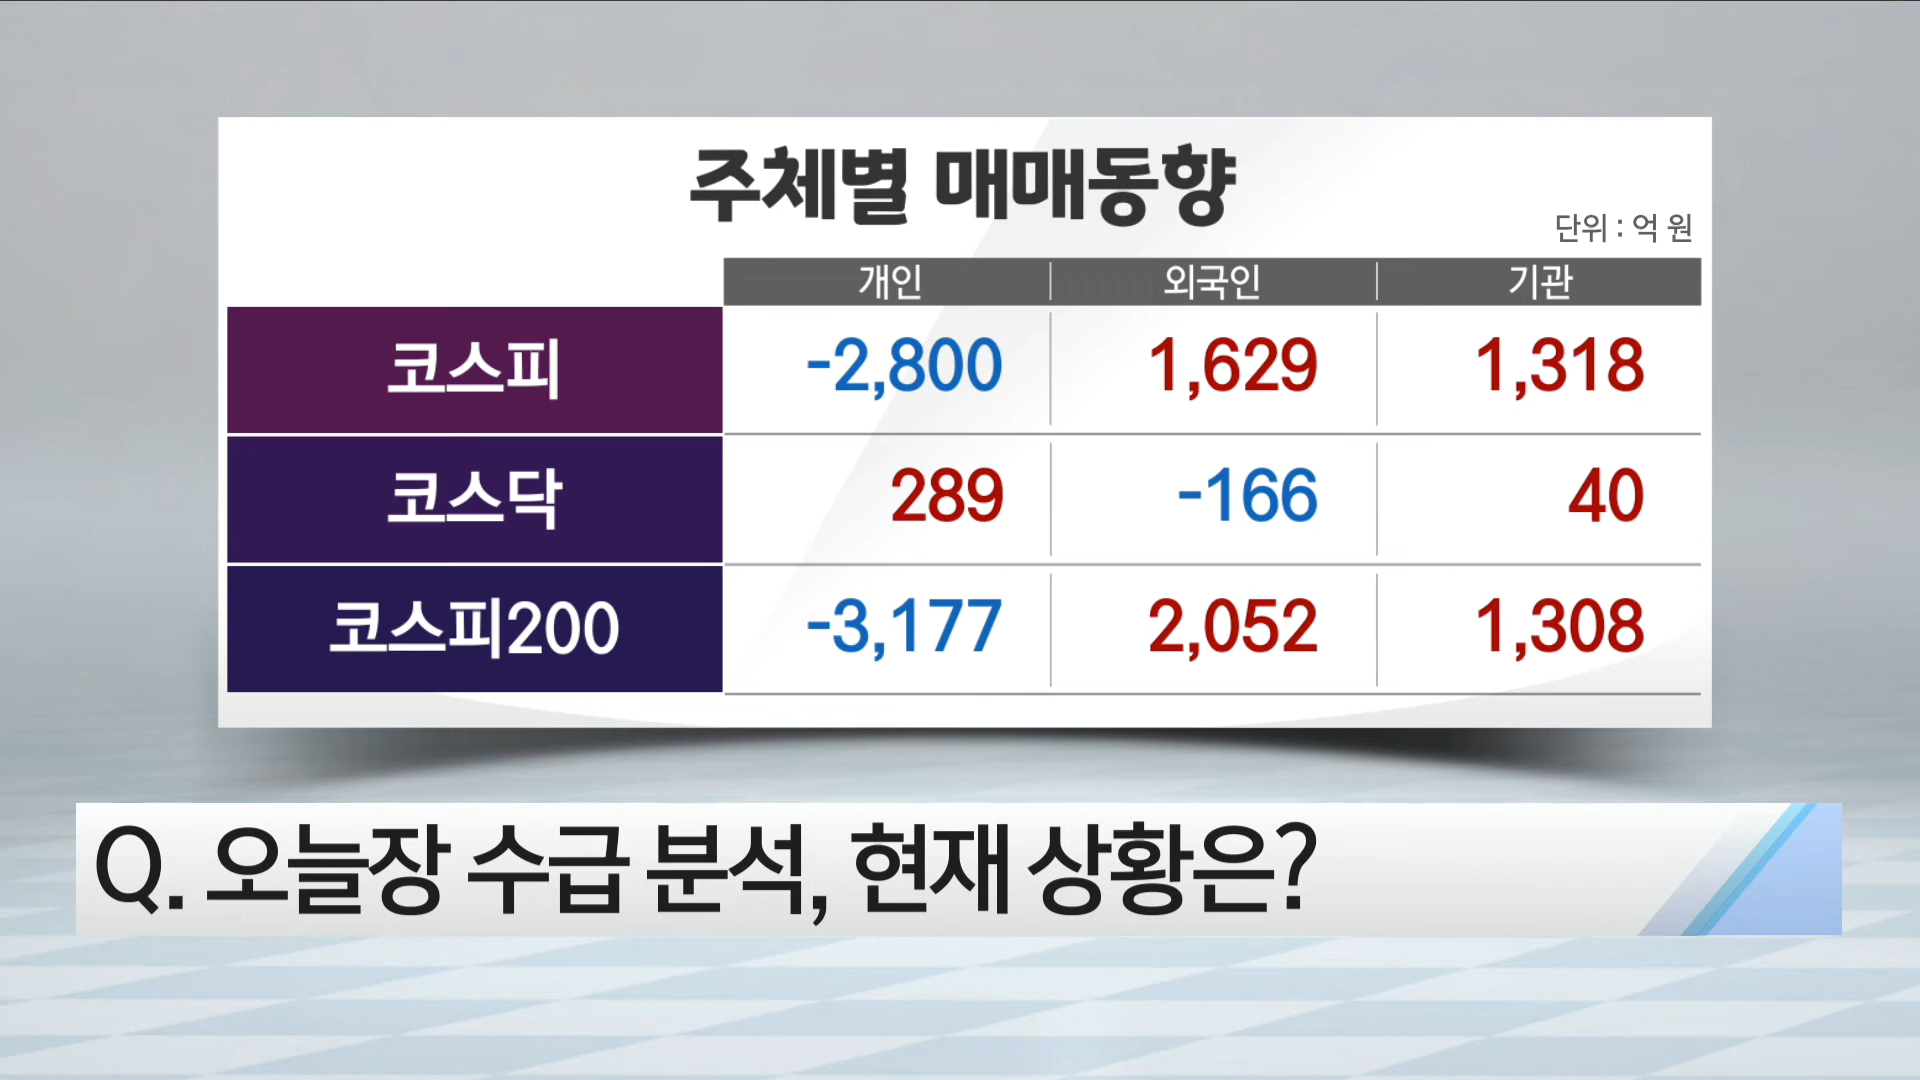 주체별 매매동향
단위 : 억 원
개인 외국인 기관
코스피 -2,800 1,629 1,318
코스닥 289 -166 40
코스피200 -3,177 2,052 1,308
Q. 오늘장 수급 분석, 현재 상황은?